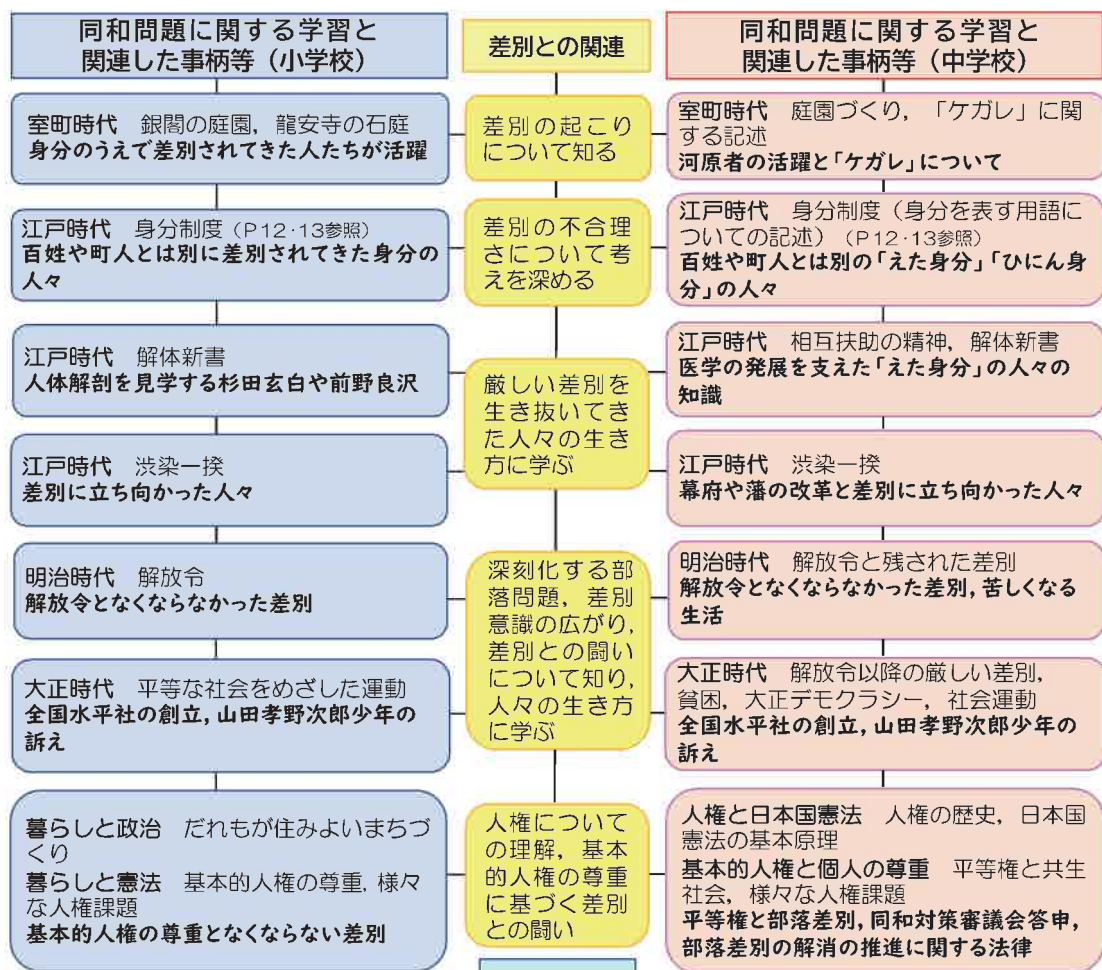 同和問題に関する学習と
関連した事柄等（小学校）
差別との関連
同和問題に関する学習と
関連した事柄等（中学校）
室町時代　銀閣の庭園，龍安寺の石庭
身分のうえで差別されてきた人たちが活躍
差別の起こり
について知る
室町時代　庭園づくり，「ケガレ」に関
する記述
河原者の活躍と「ケガレ」について
江戸時代　身分制度（P12・13参照）
百姓や町人とは別に差別されてきた身分の
人々
差別の不合理
さについて考
えを深める
江戸時代　身分制度（身分を表す用語に
ついての記述）（P12・13参照）
百姓や町人とは別の「えた身分」「ひにん身
分」の人々
江戸時代　解体新書
人体解剖を見学する杉田玄白や前野良沢
厳しい差別を
生き抜いてき
た人々の生き
方に学ぶ
江戸時代　相互扶助の精神，解体新書
医学の発展を支えた「えた身分」の人々の
知識
江戸時代　渋染一揆
差別に立ち向かった人々
江戸時代　渋染一揆
幕府や藩の改革と差別に立ち向かった人々
明治時代　解放令
解放令となくならなかった差別
深刻化する部
落問題，差別
意識の広がり，
差別との闘い
について知り，
人々の生き方
に学ぶ
明治時代　解放令と残された差別
解放令となくならなかった差別，苦しくなる
生活
大正時代　平等な社会をめざした運動
全国水平社の創立，山田孝野次郎少年の
訴え
大正時代　解放令以降の厳しい差別，
貧困，大正デモクラシー，社会運動
全国水平社の創立，山田孝野次郎少年の
訴え
暮らしと政治　だれもが住みよいまちづ
くり
暮らしと憲法　基本的人権の尊重，様々
な人権課題
基本的人権の尊重となくならない差別
人権について
の理解，基本
的人権の尊重
に基づく差別
との闘い
人権と日本国憲法　人権の歴史，日本国
憲法の基本原理
基本的人権と個人の尊重　平等権と共生
社会，様々な人権課題
平等権と部落差別，同和対策審議会答申，
部落差別の解消の推進に関する法律